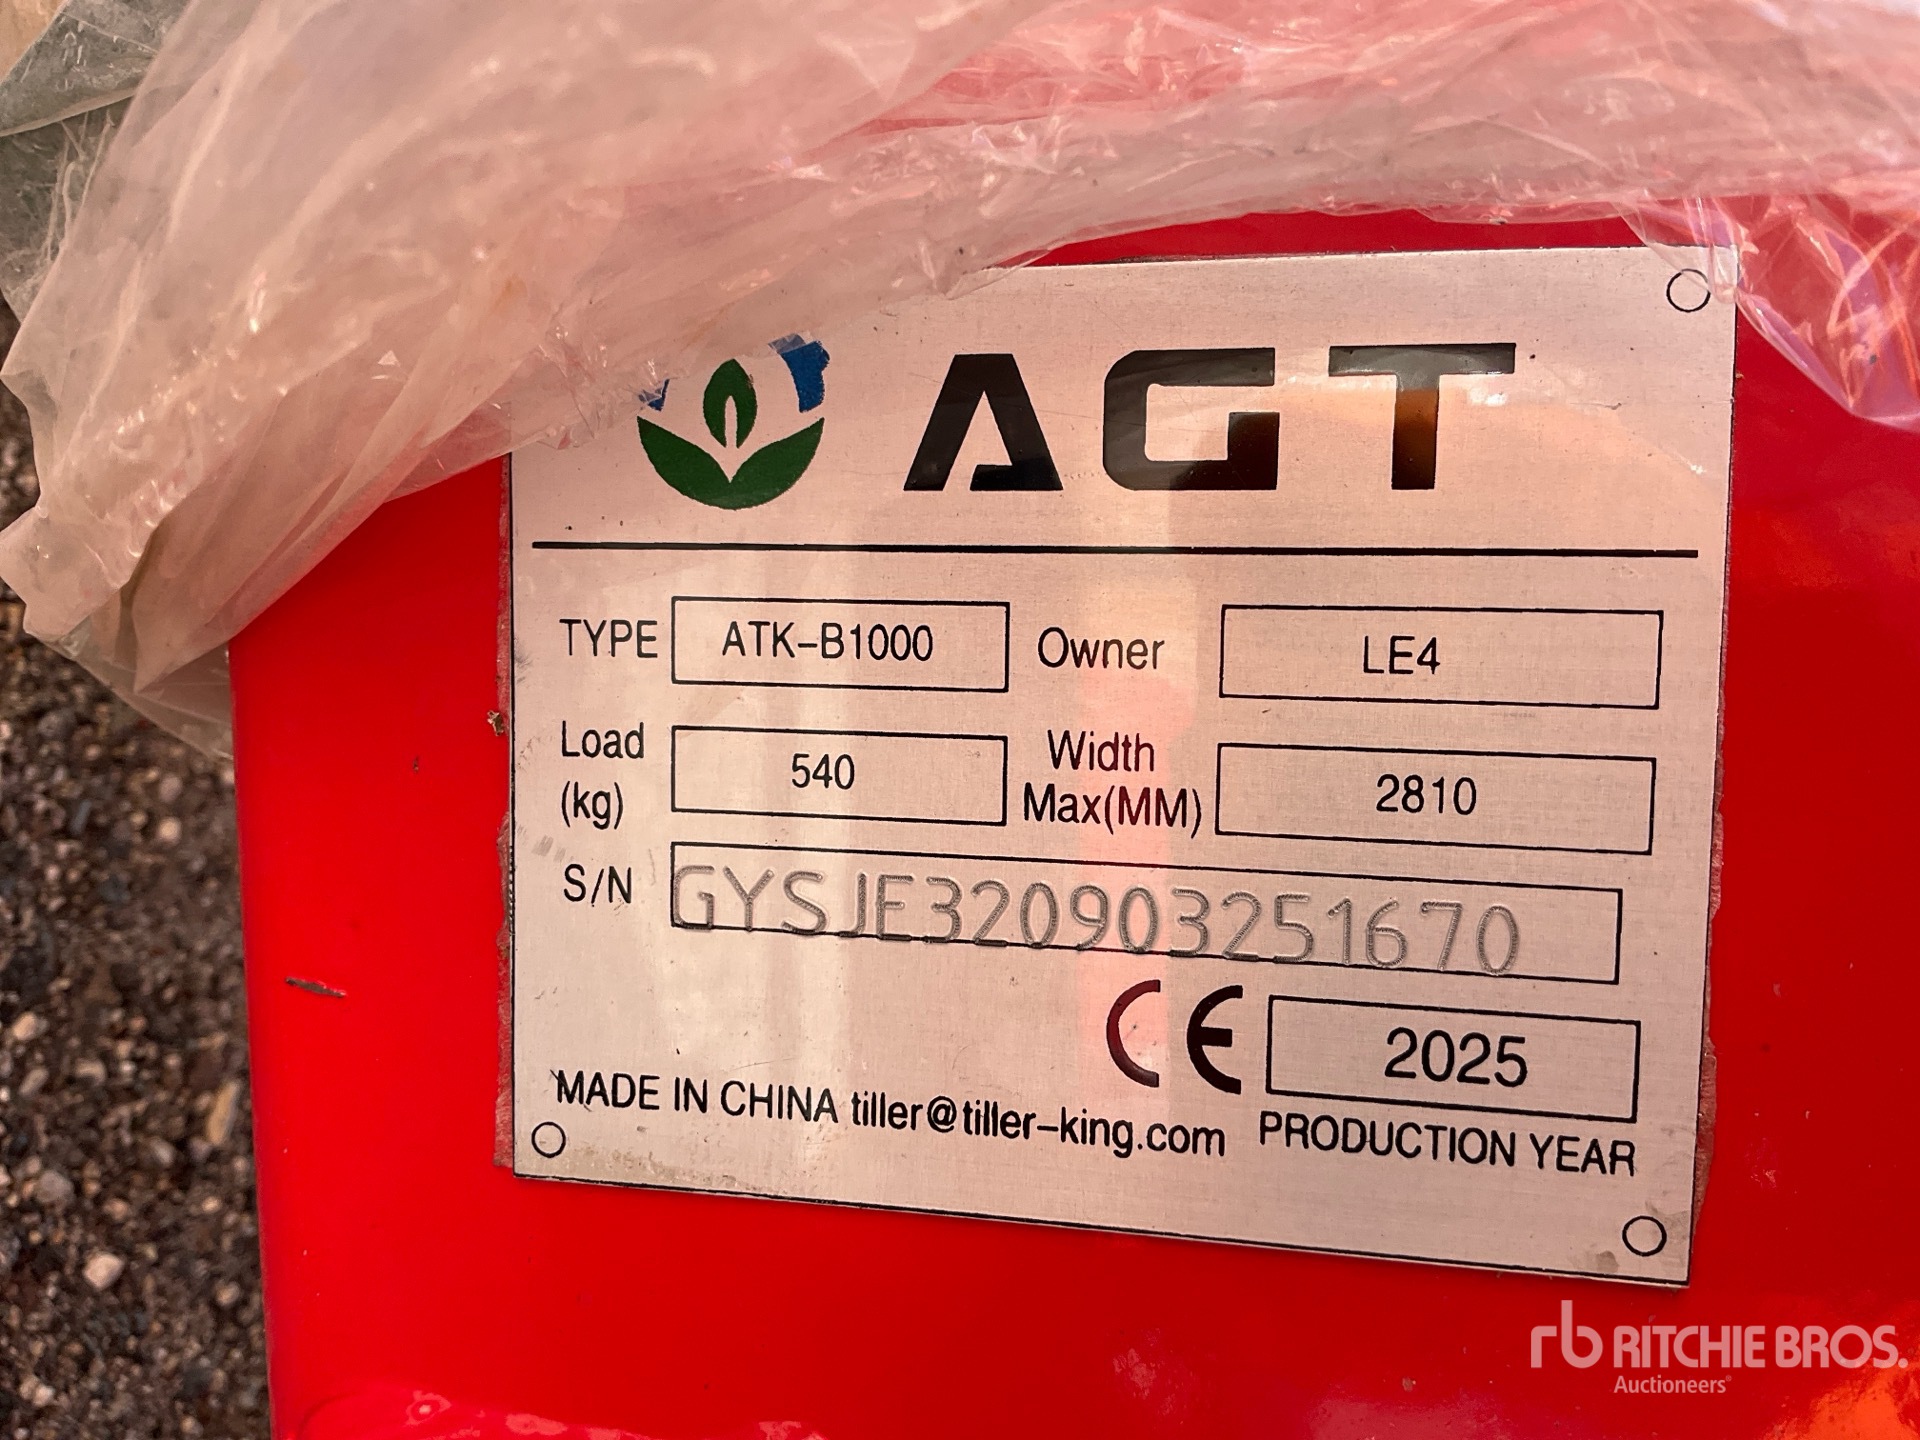 AGT
TYPE ATK-B1000 Owner LE4
Load (kg) 540 Width Max(MM) 2810
S/N GYSJE320903251670
CE 2025
MADE IN CHINA tiller@tiller-king.com PRODUCTION YEAR
rb RITCHIE BROS.
Auctioneers